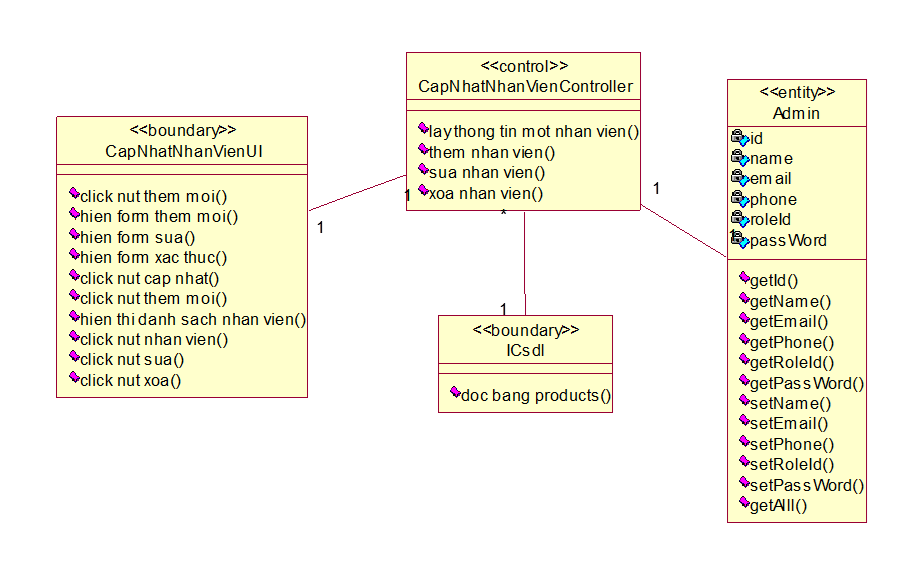 <<boundary>>
CapNhatNhanVienUI
click nut them moi()
hien form them moi()
hien form sua()
hien form xac thuc()
click nut cap nhat()
click nut them moi()
hien thi danh sach nhan vien()
click nut nhan vien()
click nut sua()
click nut xoa()
1
1
<<control>>
CapNhatNhanVienController
laythong tin mot nhan vien()
them nhan vien()
sua nhan vien()
xoa nhan vien()
*
1
<<boundary>>
ICsdl
doc bang products()
1
1
<<entity>>
Admin
id
name
email
phone
roleId
passWord
getId()
getName()
getEmail()
getPhone()
getRoleId()
getPassWord()
setName()
setEmail()
setPhone()
setRoleId()
setPassWord()
getAlll()